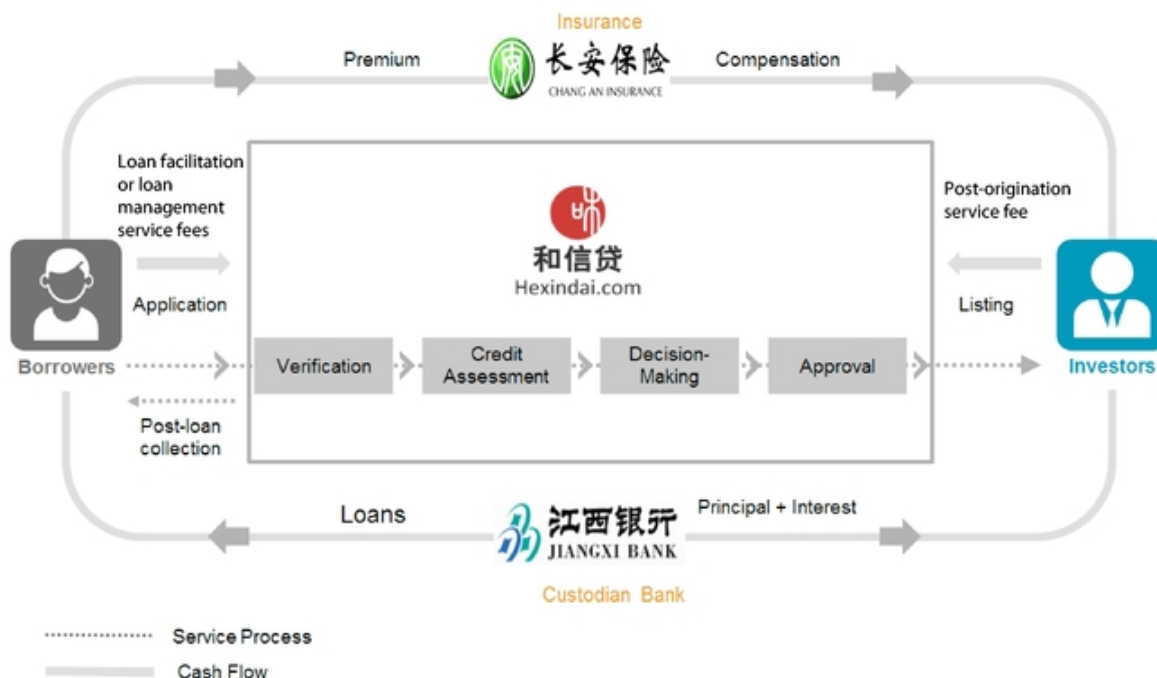 Insurance
Premium
长安保险
CHANG AN INSURANCE
Compensation
Loan facilitation
or loan
management
service fees
和信贷
Hexindai.com
Post-origination
service fee
Application
Listing
Borrowers
Verification
Credit
Assessment
Decision-
Making
Approval
Investors
Post-loan
collection
Loans
江西银行
JIANGXI BANK
Principal + Interest
Custodian Bank
Service Process
Cash Flow